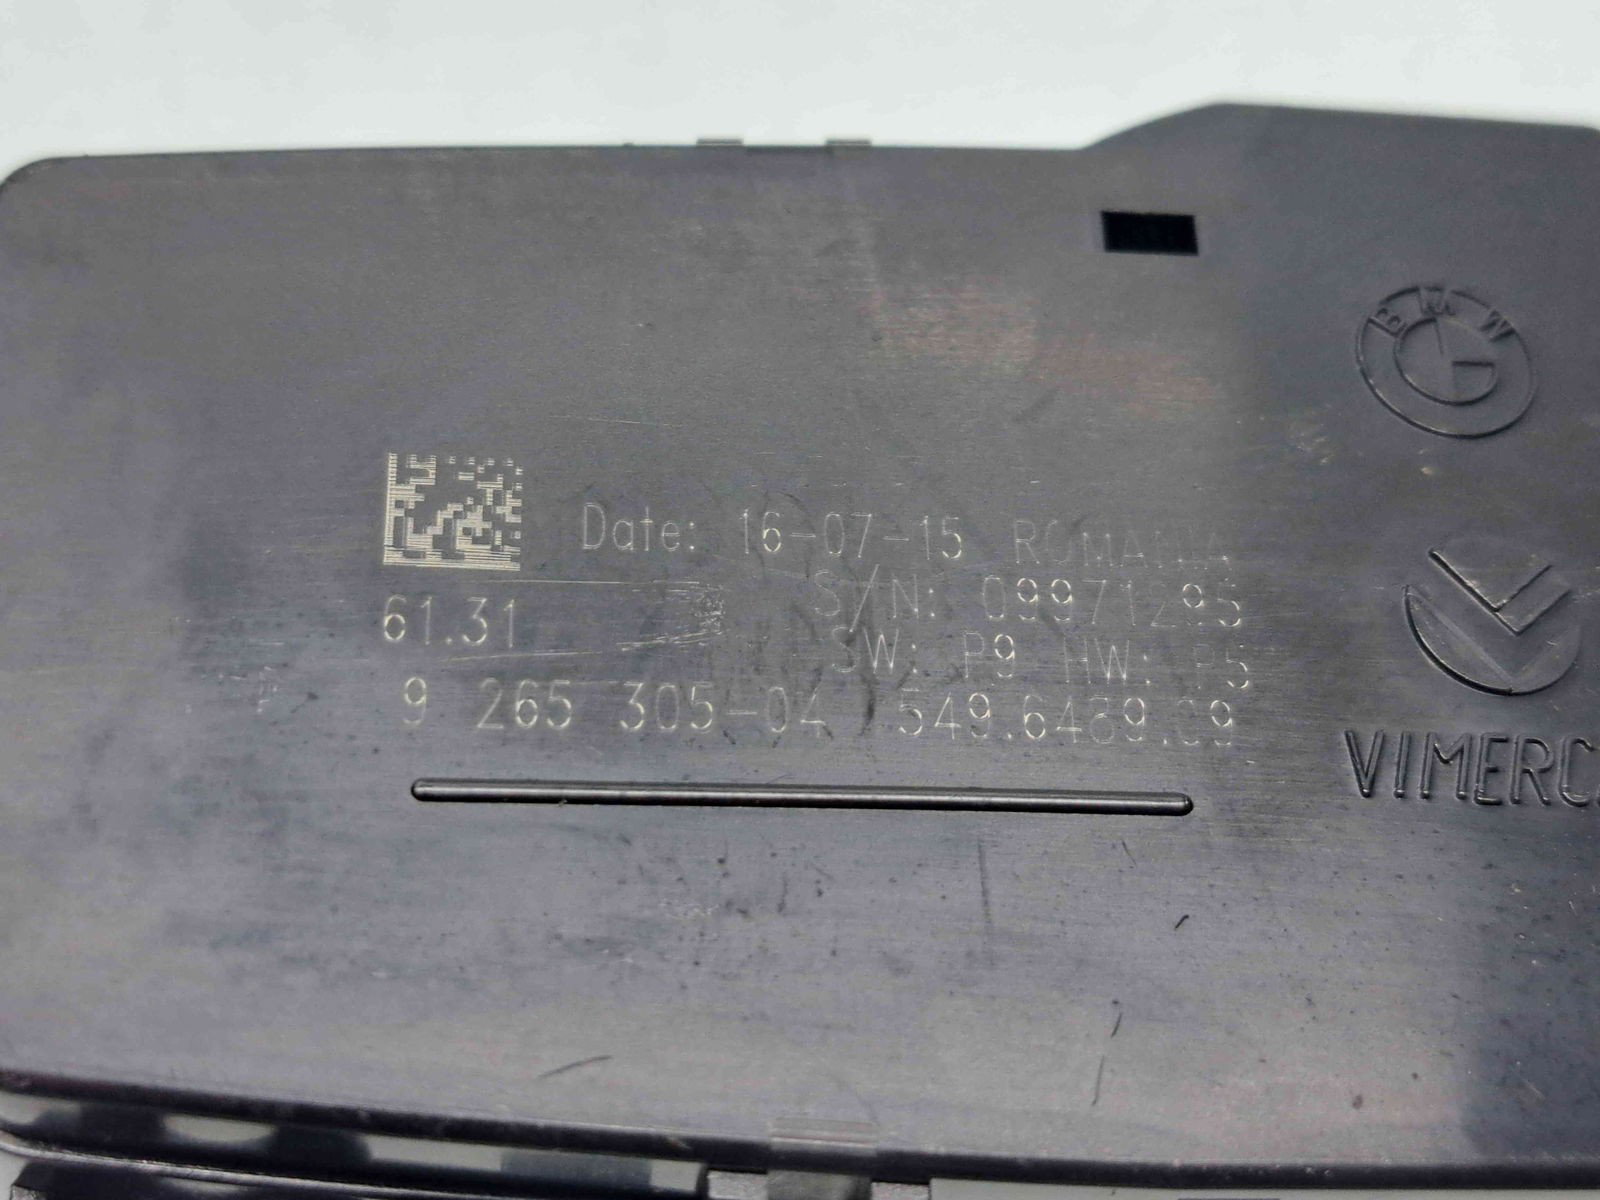 BMW
Date: 16-07-15 ROMANIA
S/N: 09971295
61.31
SW: P9 HW: P5
9 265 305-04 549.6489.09
VIMERC